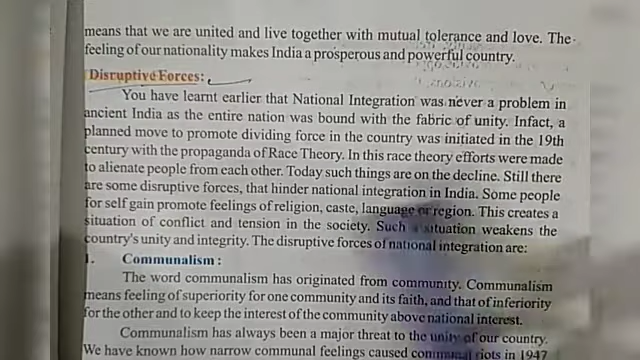 means that we are united and live together with mutual tolerance and love. The
feeling of our nationality makes India a prosperous and powerful country.
Disruptive Forces:
You have learnt earlier that National Integration was never a problem in
ancient India as the entire nation was bound with the fabric of unity. Infact, a
planned move to promote dividing force in the country was initiated in the 19th
century with the propaganda of Race Theory. In this race theory efforts were made
to alienate people from each other. Today such things are on the decline. Still there
are some disruptive forces, that hinder national integration in India. Some people
for self gain promote feelings of religion, caste, language or region. This creates a
situation of conflict and tension in the society. Such a situation weakens the
country's unity and integrity. The disruptive forces of national integration are:
1. Communalism :
The word communalism has originated from community. Communalism
means feeling of superiority for one community and its faith, and that of inferiority
for the other and to keep the interest of the community above national interest.
Communalism has always been a major threat to the unity of our country.
We have known how narrow communal feelings caused communal riots in 1947